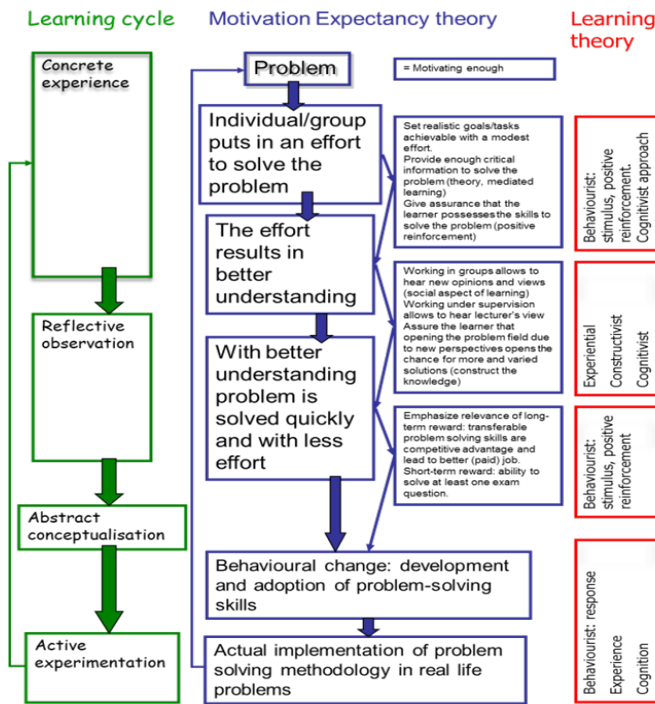 Learning cycle
Concrete
experience
Reflective
observation
Abstract
conceptualisation
Active
experimentation
Motivation Expectancy theory
Problem
= Motivating enough
Individual/group
puts in an effort
to solve the
problem
Set realistic goals/tasks
achievable with a modest
effort.
Provide enough critical
information to solve the
problem (theory, mediated
learning)
Give assurance that the
learner possesses the skills to
solve the problem (positive
reinforcement)
The effort
results in
better
understanding
Working in groups allows to
hear new opinions and views
(social aspect of learning)
Working under supervision
allows to hear lecturer's view
Assure the learner that
opening the problem field due
to new perspectives opens the
chance for more and varied
solutions (construct the
knowledge)
With better
understanding
problem is
solved quickly
and with less
effort
Emphasize relevance of long-
term reward: transferable
problem solving skills are
competitive advantage and
lead to better (paid) job.
Short-term reward: ability to
solve at least one exam
question.
Behavioural change: development
and adoption of problem-solving
skills
Actual implementation of problem
solving methodology in real life
problems
Learning
theory
Behaviourist:
stimulus, positive
reinforcement.
Cognitivist approach
Experiential
Constructivist
Cognitivist
Behaviourist:
stimulus, positive
reinforcement
Behaviourist: response
Experience
Cognition